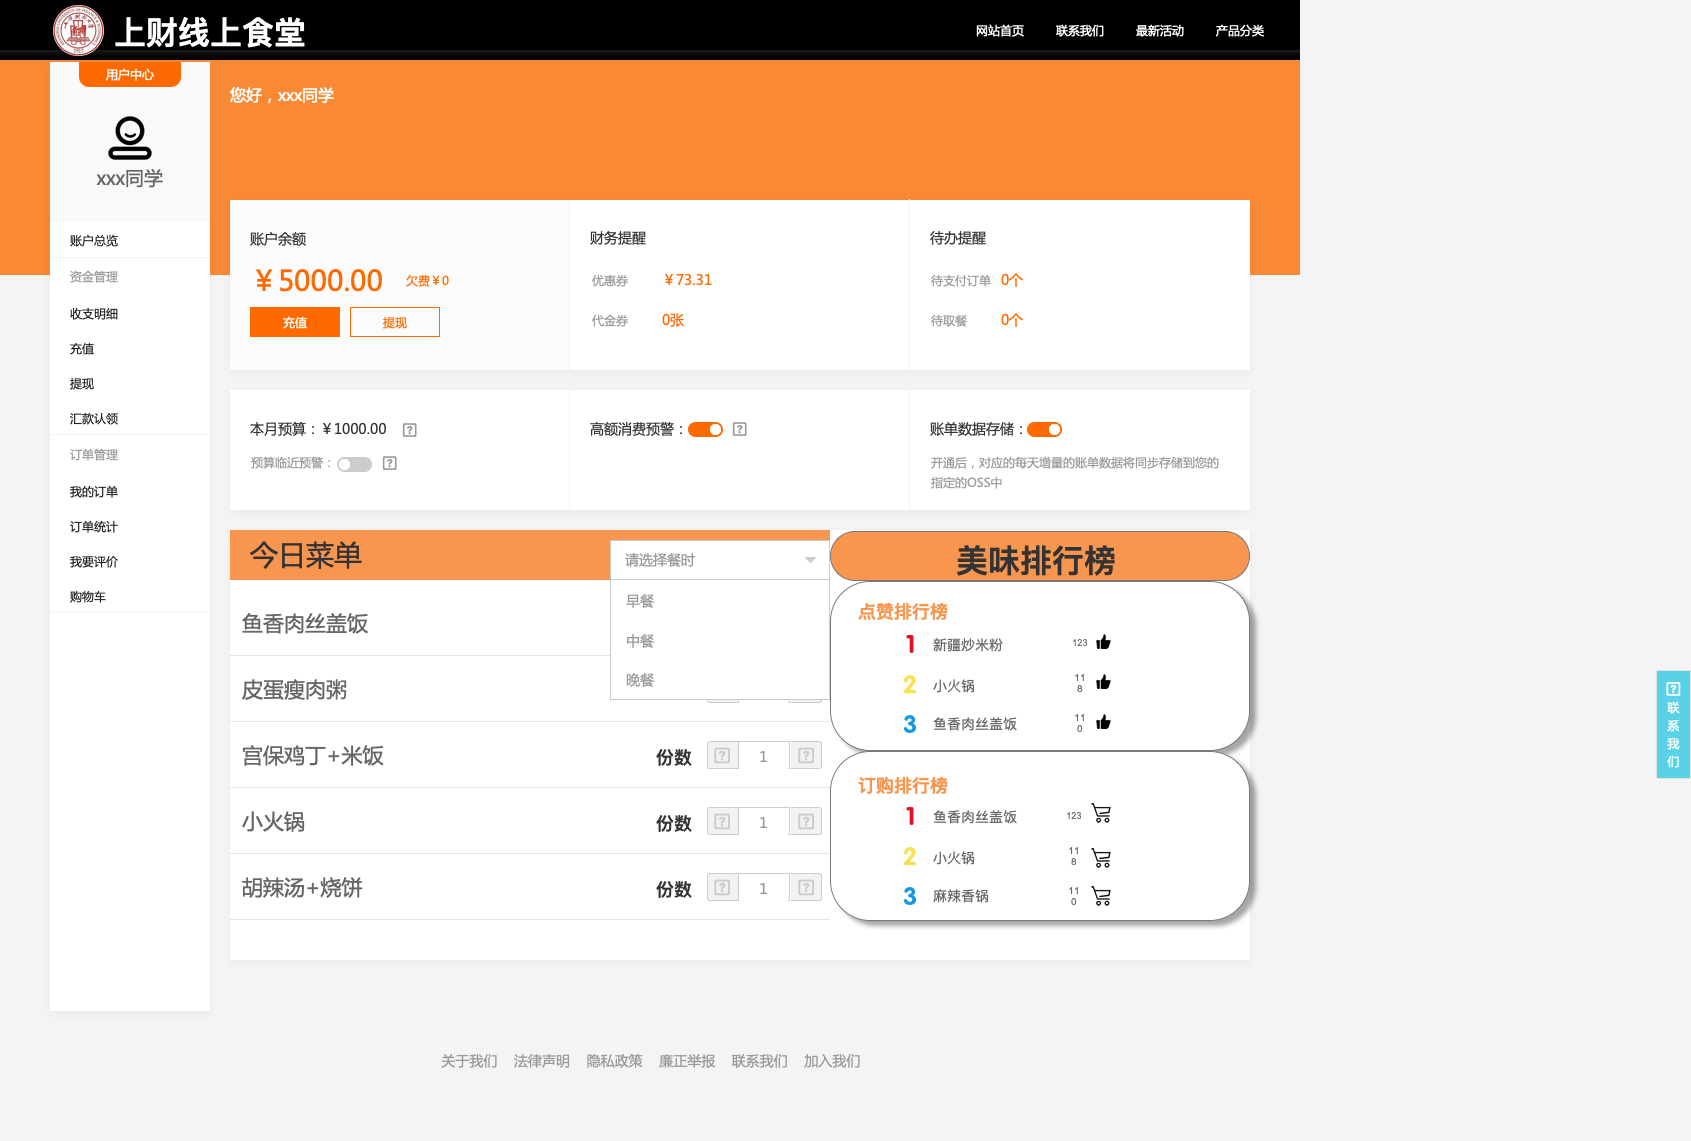 上财线上食堂
网站首页 联系我们 最新活动 产品分类
用户中心
xxx同学
账户总览
资金管理
收支明细
充值
提现
汇款认领
订单管理
我的订单
订单统计
我要评价
购物车
您好，xxx同学
账户余额
￥5000.00 欠费￥0
充值 提现
财务提醒
优惠券 ￥73.31
代金券 0张
待办提醒
待支付订单 0个
待取餐 0个
本月预算：￥1000.00
预算临近预警：
高额消费预警：
账单数据存储：
开通后，对应的每天增量的账单数据将同步存储到您的
指定的OSS中
今日菜单
请选择餐时
早餐
中餐
晚餐
鱼香肉丝盖饭
皮蛋瘦肉粥
宫保鸡丁+米饭 份数 1
小火锅 份数 1
胡辣汤+烧饼 份数 1
美味排行榜
点赞排行榜
1 新疆炒米粉 123
2 小火锅 11
8
3 鱼香肉丝盖饭 11
0
订购排行榜
1 鱼香肉丝盖饭 123
2 小火锅 11
8
3 麻辣香锅 11
0
联
系
我
们
关于我们 法律声明 隐私政策 廉正举报 联系我们 加入我们